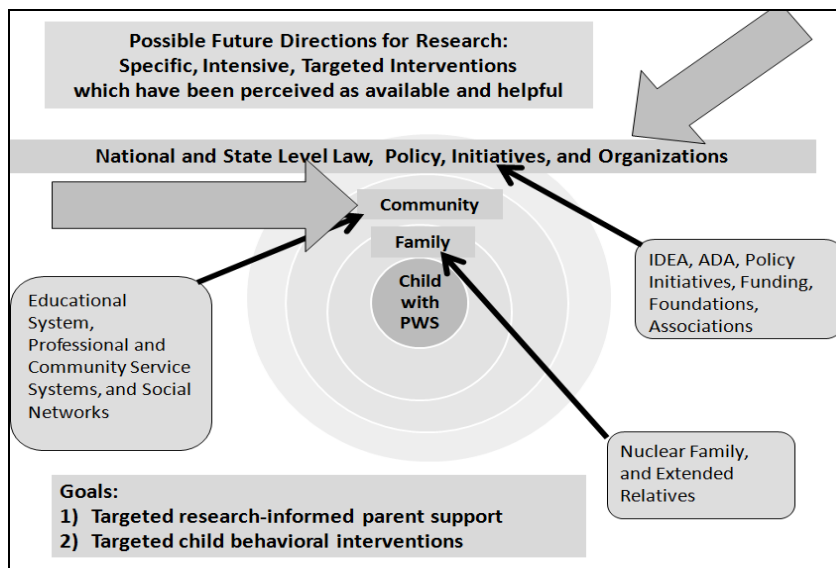 Possible Future Directions for Research:
Specific, Intensive, Targeted Interventions
which have been perceived as available and helpful
National and State Level Law, Policy, Initiatives, and Organizations
Community
Family
Child
with
PWS
IDEA, ADA, Policy
Initiatives, Funding,
Foundations,
Associations
Educational
System,
Professional and
Community Service
Systems, and Social
Networks
Nuclear Family,
and Extended
Relatives
Goals:
1) Targeted research-informed parent support
2) Targeted child behavioral interventions